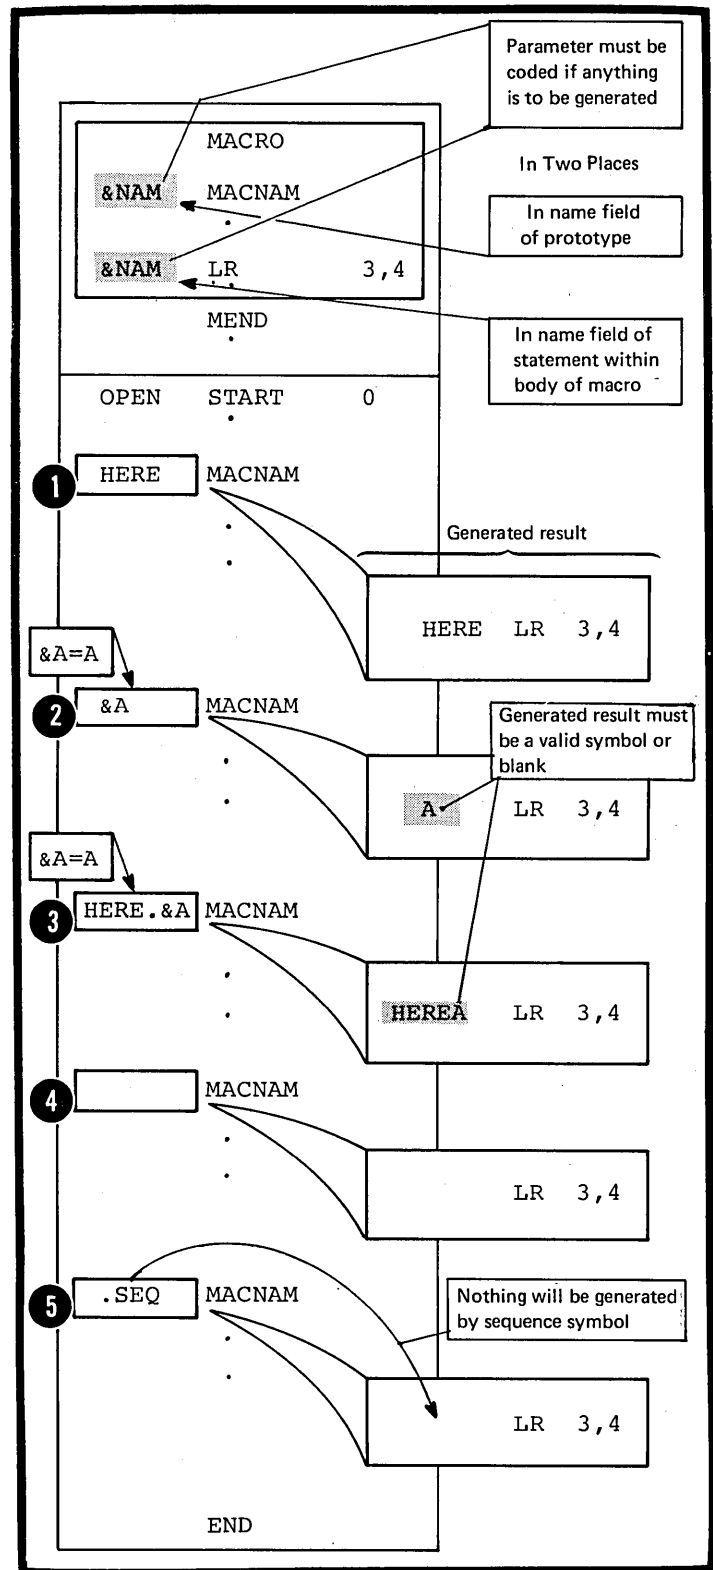 Parameter must be
coded if anything
is to be generated
MACRO
In Two Places
&NAM MACNAM
In name field
of prototype
&NAM LR 3,4
MEND
In name field of
statement within
body of macro
OPEN START 0
1 HERE MACNAM
Generated result
HERE LR 3,4
&A=A
2 &A MACNAM
Generated result must
be a valid symbol or
blank
A LR 3,4
&A=A
3 HERE.&A MACNAM
HEREA LR 3,4
4 MACNAM
LR 3,4
5 .SEQ MACNAM
Nothing will be generated
by sequence symbol
LR 3,4
END